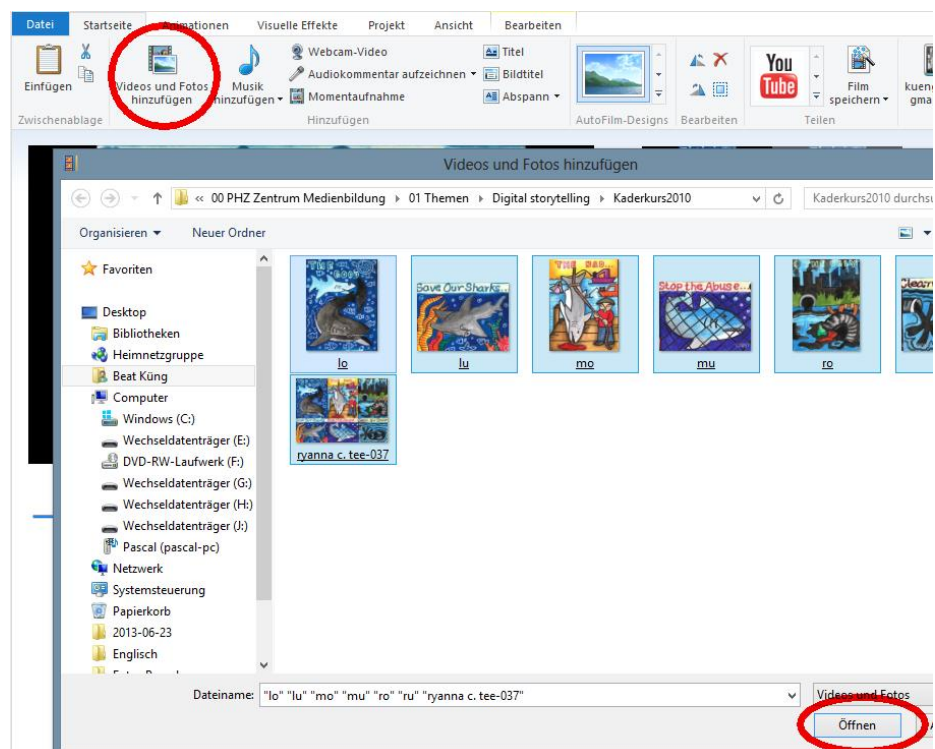 Datei Startseite Animationen Visuelle Effekte Projekt Ansicht Bearbeiten
Einfügen
Videos und Fotos hinzufügen
Musik hinzufügen
Webcam-Video
Audiokommentar aufzeichnen
Momentaufnahme
Titel
Bildtitel
Abspann
You Tube
Film speichern
Zwischenablage Hinzufügen AutoFilm-Designs Bearbeiten Teilen
Videos und Fotos hinzufügen
« 00 PHZ Zentrum Medienbildung 01 Themen Digital storytelling Kaderkurs2010
Kaderkurs2010
Organisieren Neuer Ordner
Favoriten
Desktop
Bibliotheken
Heimnetzgruppe
Beat Küng
Computer
Windows (C:)
Wechseldatenträger (E:)
DVD-RW-Laufwerk (F:)
Wechseldatenträger (G:)
Wechseldatenträger (H:)
Wechseldatenträger (J:)
Pascal (pascal-pc)
Netzwerk
Systemsteuerung
Papierkorb
2013-06-23
Englisch
THE GOOD
Save Our Sharks...
THE BAD...
Stop the Abuse...
lo lu mo mu ro
ryanna c. tee-037
Dateiname: "lo" "lu" "mo" "mu" "ro" "ru" "ryanna c. tee-037"
Videos und Fotos
Öffnen